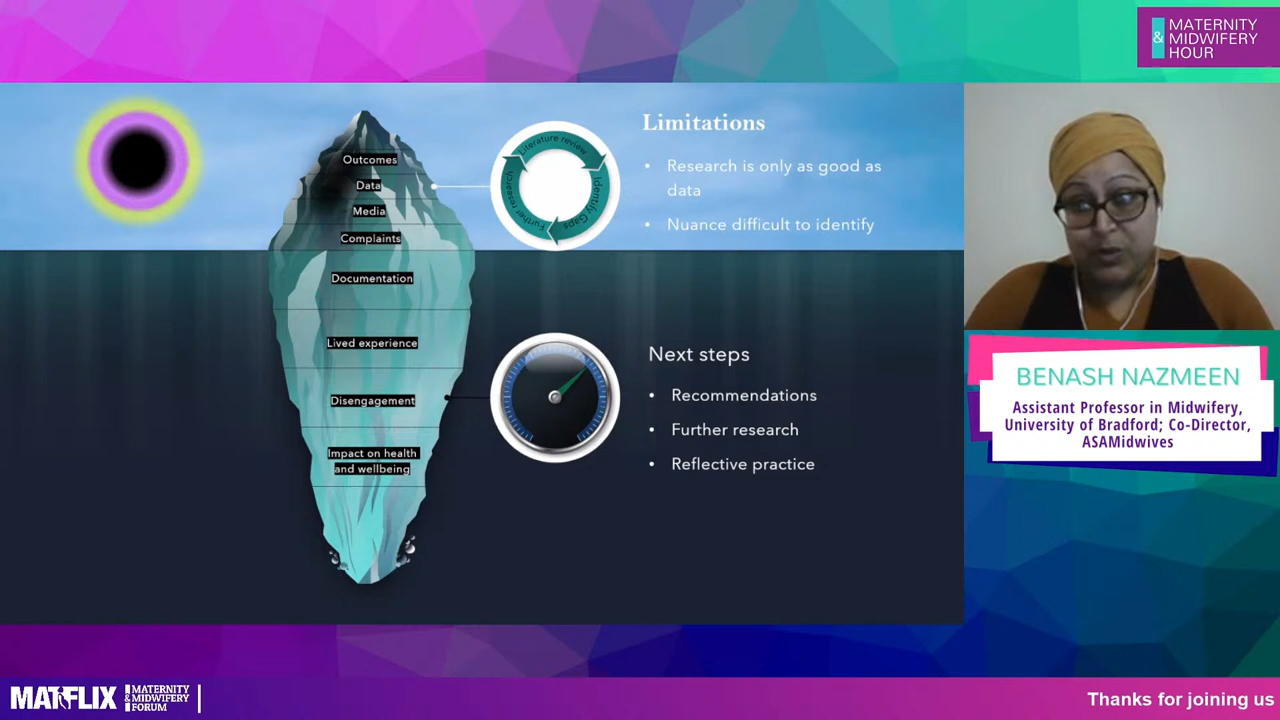 &
MATERNITY
MIDWIFERY
HOUR
Outcomes
Data
Media
Complaints
Documentation
Lived experience
Disengagement
Impact on health
and wellbeing
Literature review
Identify Gaps
Further research
Limitations
• Research is only as good as
data
• Nuance difficult to identify
Next steps
• Recommendations
• Further research
• Reflective practice
BENASH NAZMEEN
Assistant Professor in Midwifery,
University of Bradford; Co-Director,
ASAMidwives
MATFLIX
MATERNITY
& MIDWIFERY
FORUM
Thanks for joining us